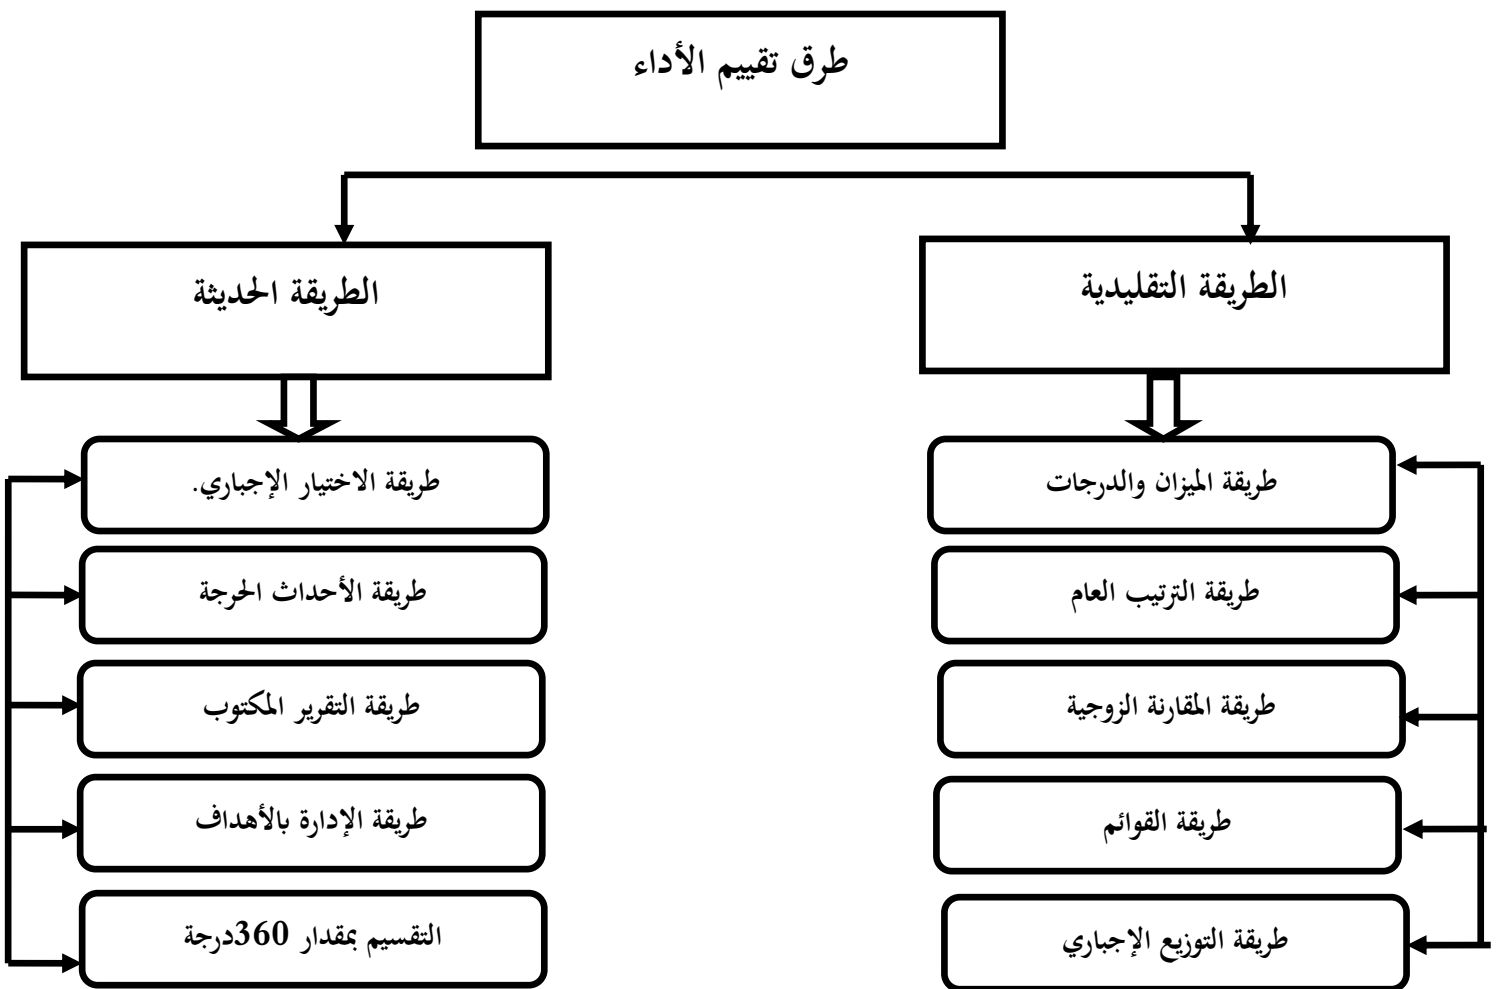 طرق تقييم الأداء
الطريقة التقليدية
الطريقة الحديثة
طريقة الميزان والدرجات
طريقة الترتيب العام
طريقة المقارنة الزوجية
طريقة القوائم
طريقة التوزيع الإجباري
طريقة الاختيار الإجباري.
طريقة الأحداث الحرجة
طريقة التقرير المكتوب
طريقة الإدارة بالأهداف
التقسيم بمقدار 360درجة